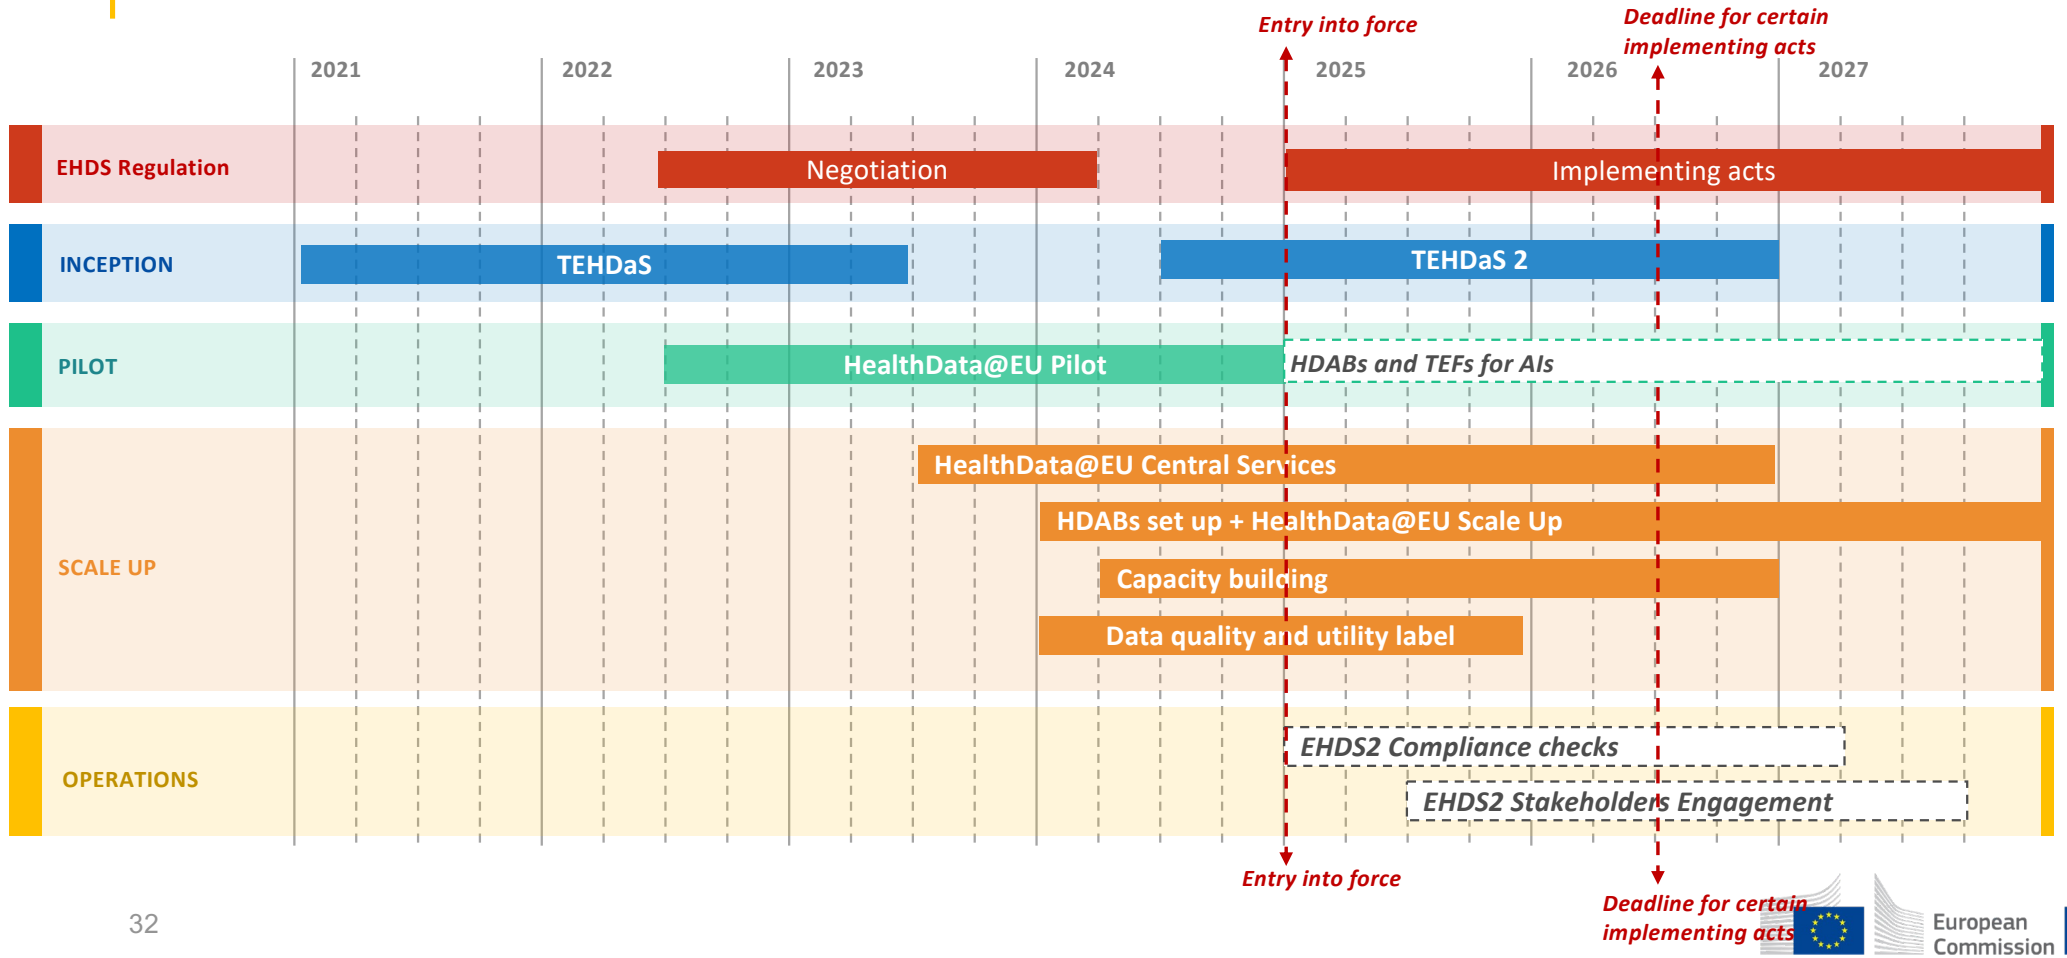 Entry into force
Deadline for certain
implementing acts
2021 2022 2023 2024 2025 2026 2027
EHDS Regulation
Negotiation
Implementing acts
INCEPTION
TEHDaS
TEHDaS 2
PILOT
HealthData@EU Pilot
HDABs and TEFs for AIs
SCALE UP
HealthData@EU Central Services
HDABs set up + HealthData@EU Scale Up
Capacity building
Data quality and utility label
OPERATIONS
EHDS2 Compliance checks
EHDS2 Stakeholders Engagement
Entry into force
Deadline for certain
implementing acts
32
European
Commission